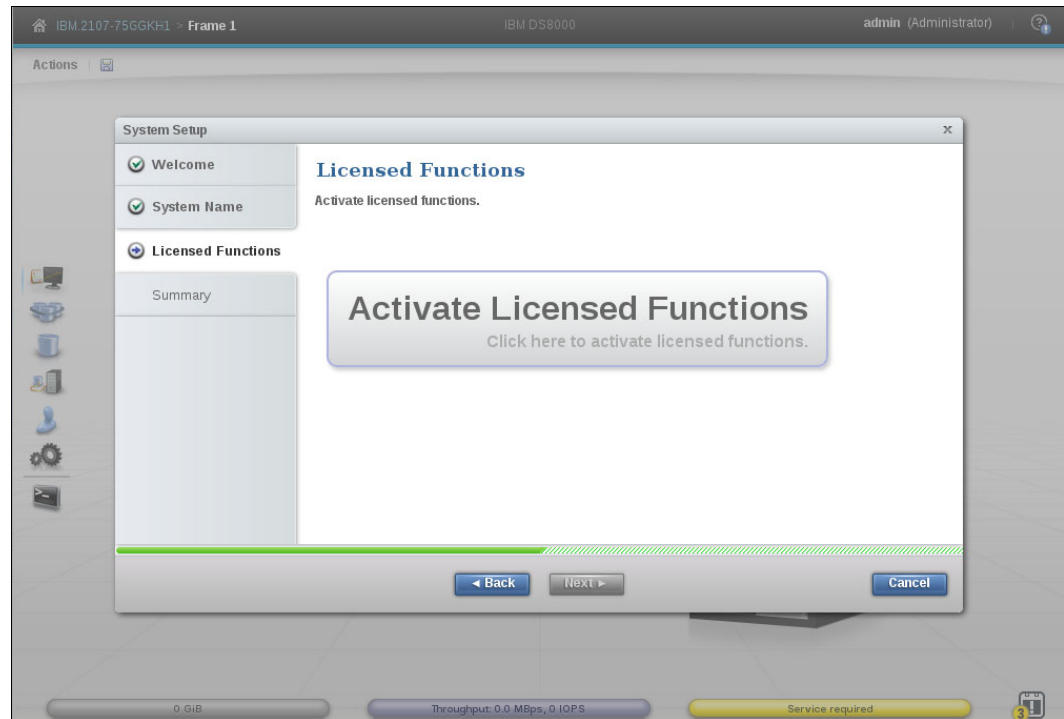 IBM.2107-75GGKH1 > Frame 1
IBM DS8000
admin (Administrator)
Actions
System Setup
x
Welcome
System Name
Licensed Functions
Summary
Licensed Functions
Activate licensed functions.
Activate Licensed Functions
Click here to activate licensed functions.
◄ Back
Next ►
Cancel
0 GiB
Throughput: 0.0 MBps, 0 IOPS
Service required
3